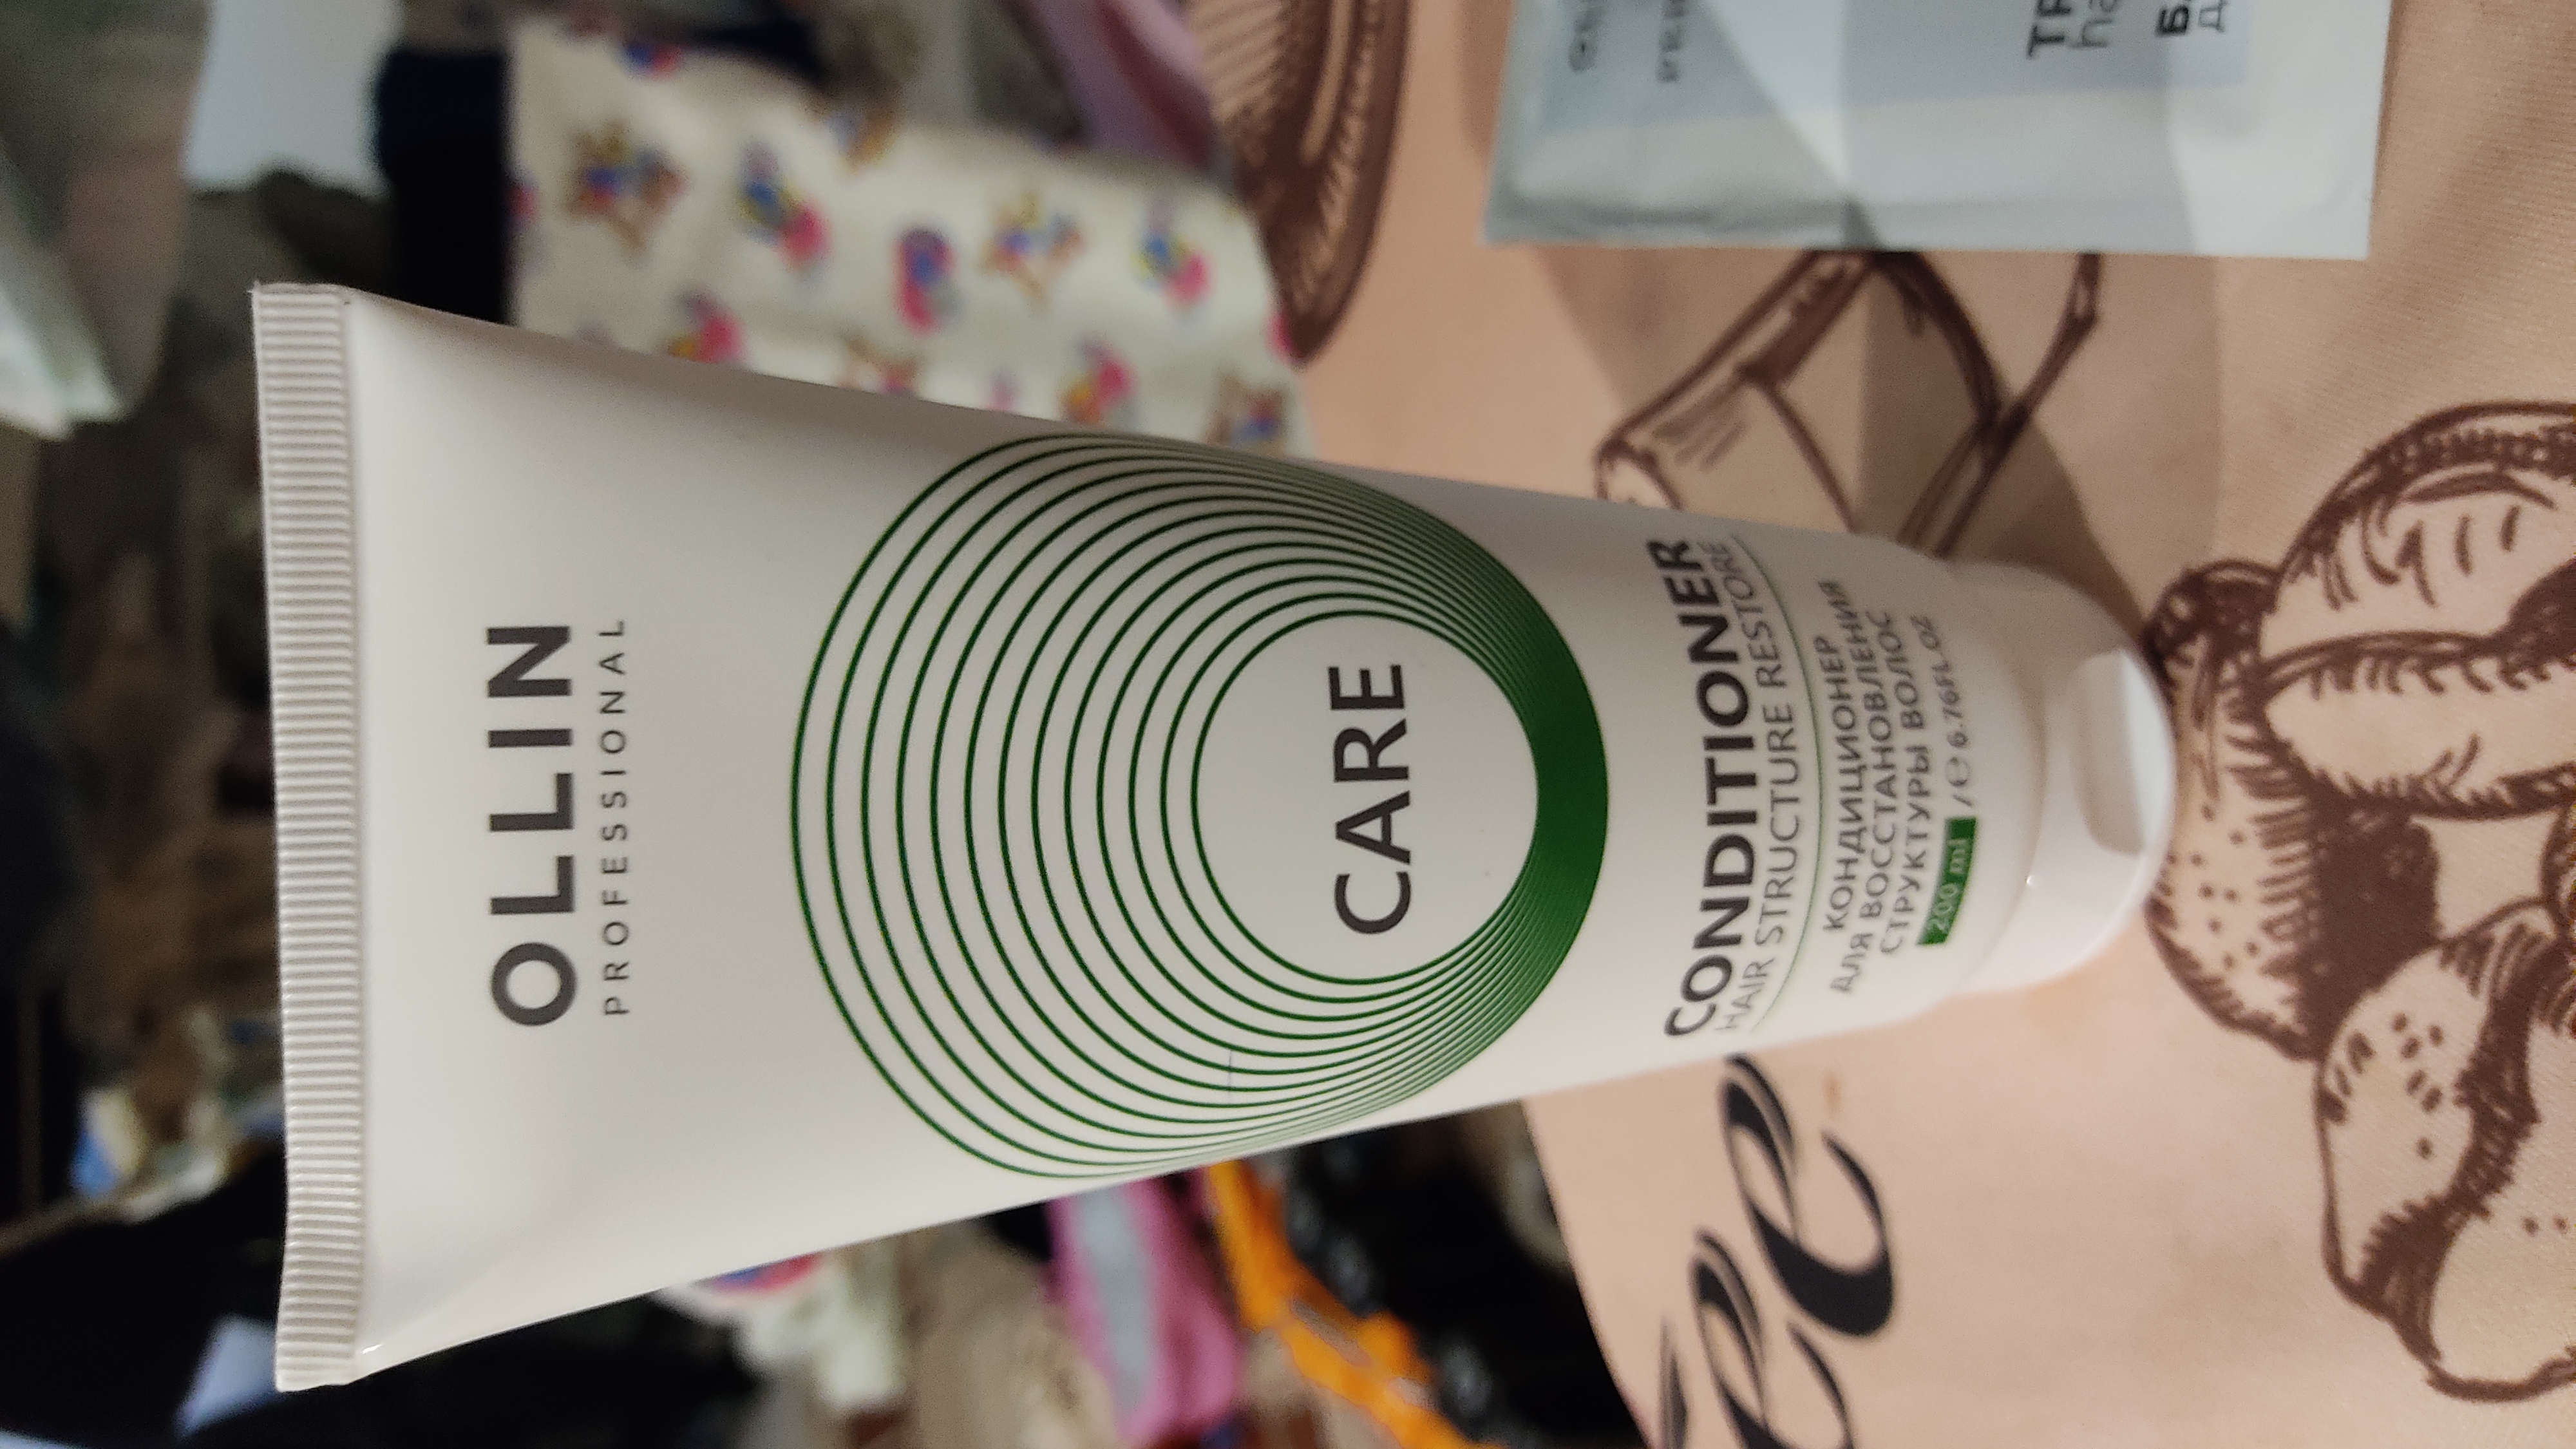 OLLIN
PROFESSIONAL
CARE
CONDITIONER
HAIR STRUCTURE RESTORE
КОНДИЦИОНЕР
ДЛЯ ВОССТАНОВЛЕНИЯ
СТРУКТУРЫ ВОЛОС
200 ml / ℮ 6.76FL.OZ